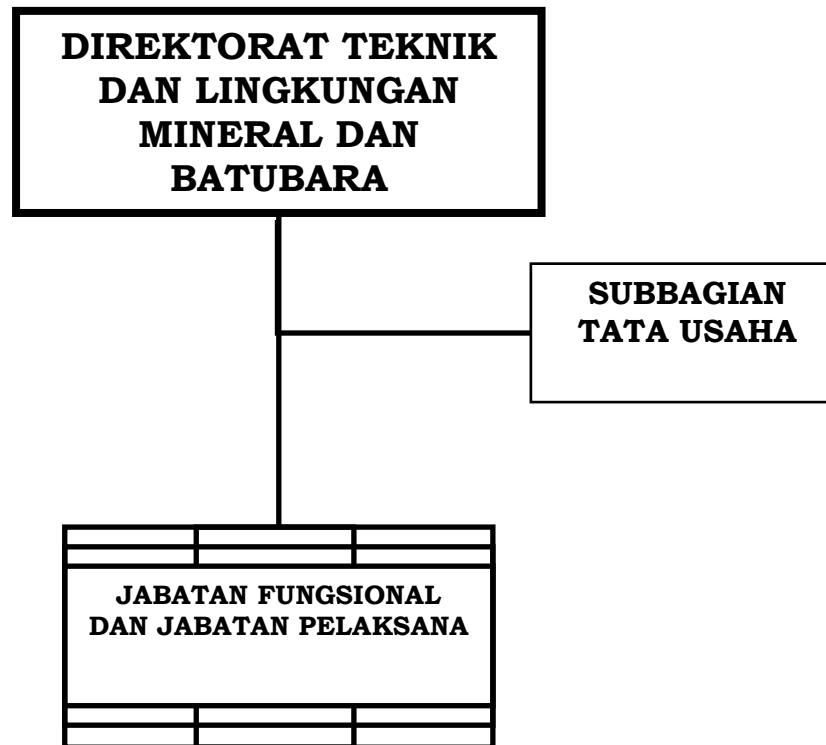 DIREKTORAT TEKNIK
DAN LINGKUNGAN
MINERAL DAN
BATUBARA
SUBBAGIAN
TATA USAHA
JABATAN FUNGSIONAL
DAN JABATAN PELAKSANA